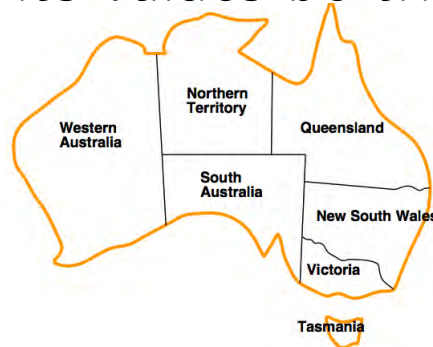 Northern
Territory
Western
Australia
Queensland
South
Australia
New South Wales
Victoria
Tasmania